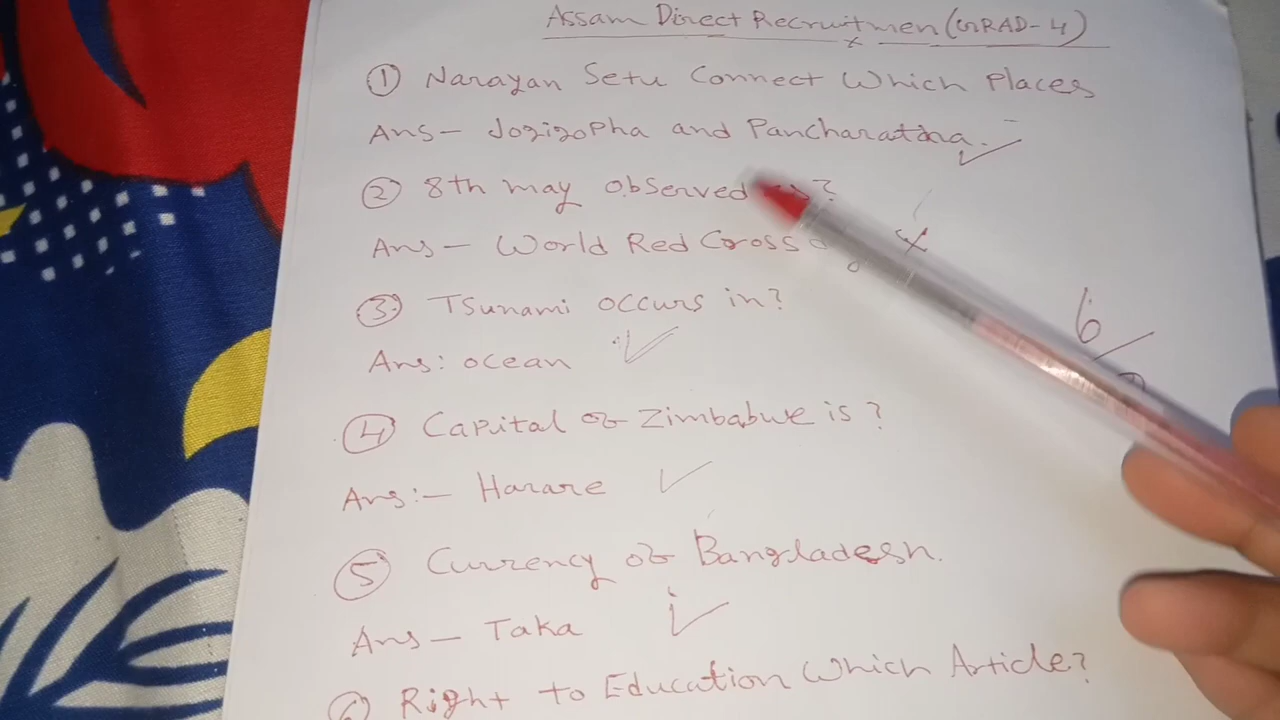 Assam Direct Recruitmen (GRAD-4)
① Narayan Setu Connect Which Places
Ans - Jogigopha and Pancharatna.
② 8th may observed ?
Ans - World Red Cross
③ Tsunami occurs in?
Ans: ocean
④ Capital of Zimbabwe is ?
Ans:- Harare
⑤ Currency of Bangladesh.
Ans - Taka
⑥ Right to Education Which Article?
6/